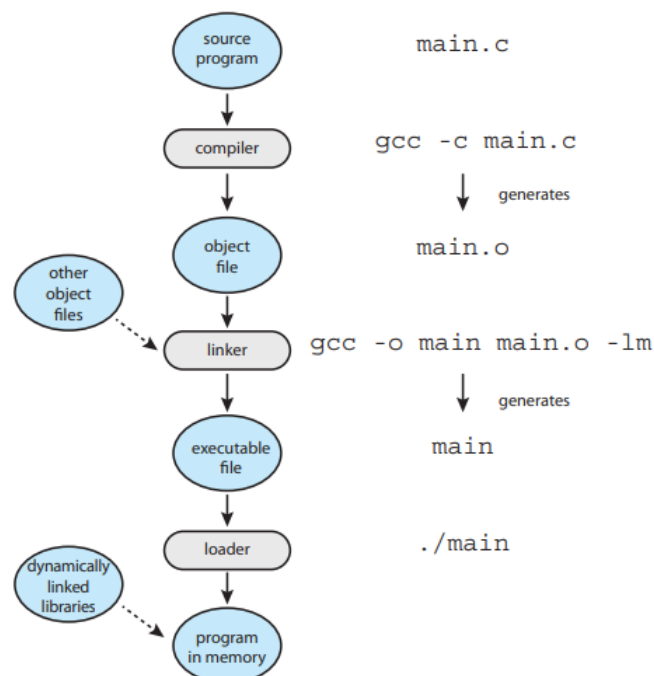 source
program
main.c
compiler
gcc -c main.c
generates
object
file
main.o
other
object
files
linker
gcc -o main main.o -lm
generates
executable
file
main
loader
./main
dynamically
linked
libraries
program
in memory